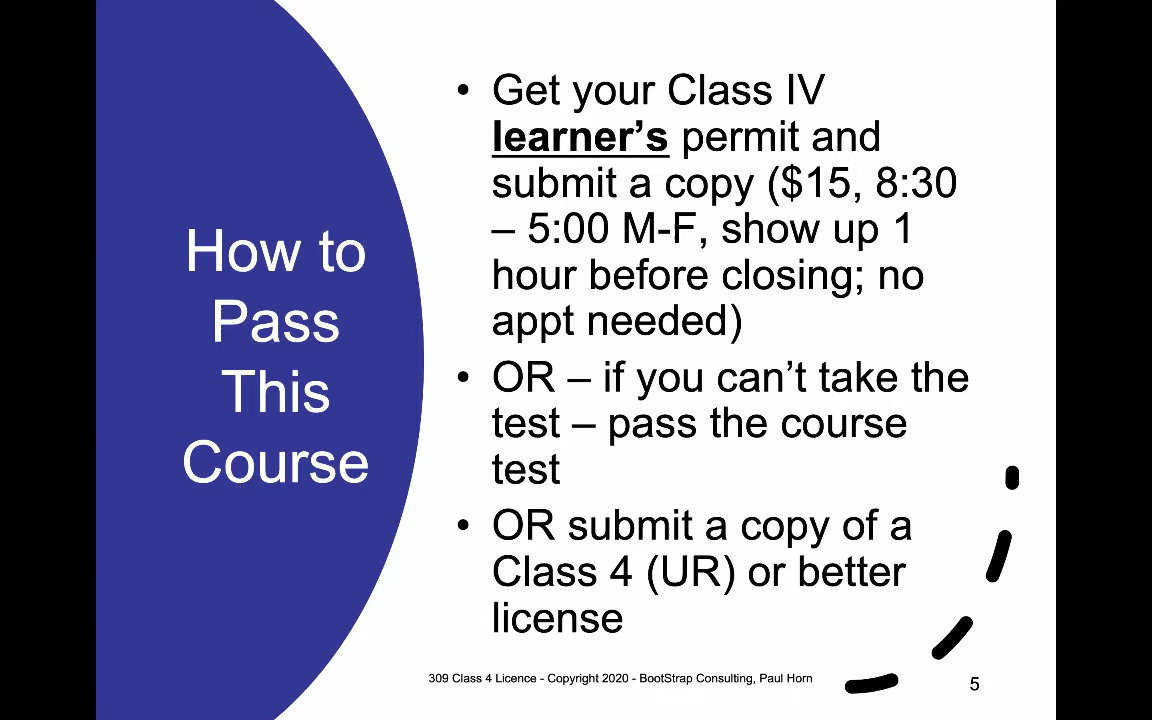 How to
Pass
This
Course
• Get your Class IV
learner’s permit and
submit a copy ($15, 8:30
– 5:00 M-F, show up 1
hour before closing; no
appt needed)
• OR – if you can’t take the
test – pass the course
test
• OR submit a copy of a
Class 4 (UR) or better
license
309 Class 4 Licence - Copyright 2020 - BootStrap Consulting, Paul Horn
5